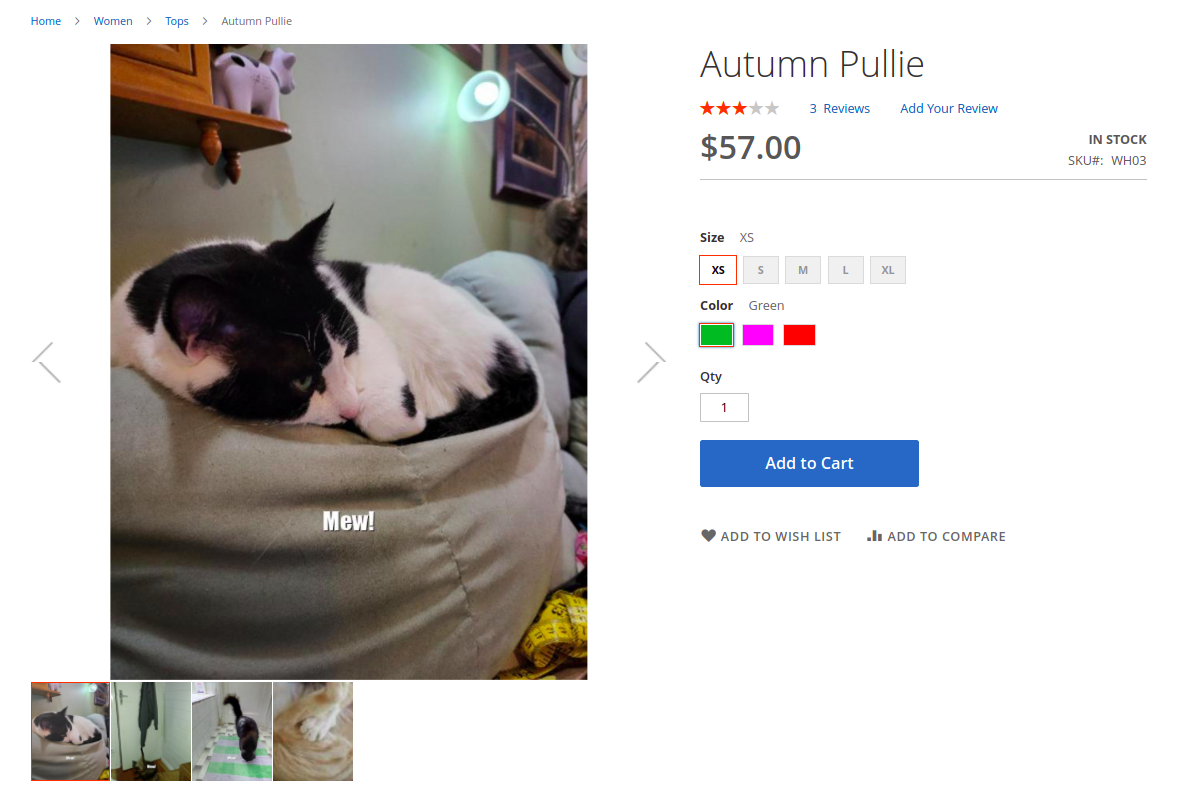 Home > Women > Tops > Autumn Pullie
Autumn Pullie
3 Reviews Add Your Review
$57.00
IN STOCK
SKU#: WH03
Size XS
XS S M L XL
Color Green
Qty
1
Add to Cart
ADD TO WISH LIST ADD TO COMPARE
Mew!